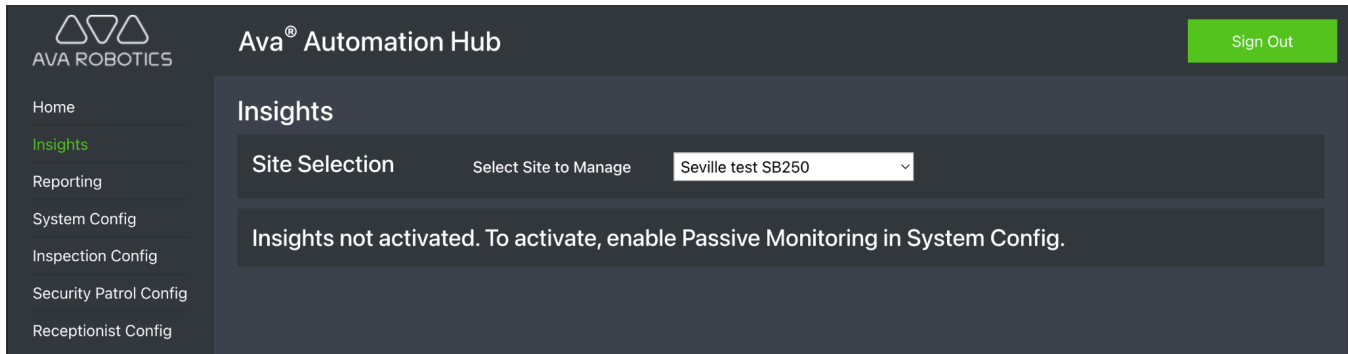 AVA ROBOTICS
Ava® Automation Hub
Sign Out
Home
Insights
Reporting
System Config
Inspection Config
Security Patrol Config
Receptionist Config
Insights
Site Selection Select Site to Manage Seville test SB250
Insights not activated. To activate, enable Passive Monitoring in System Config.